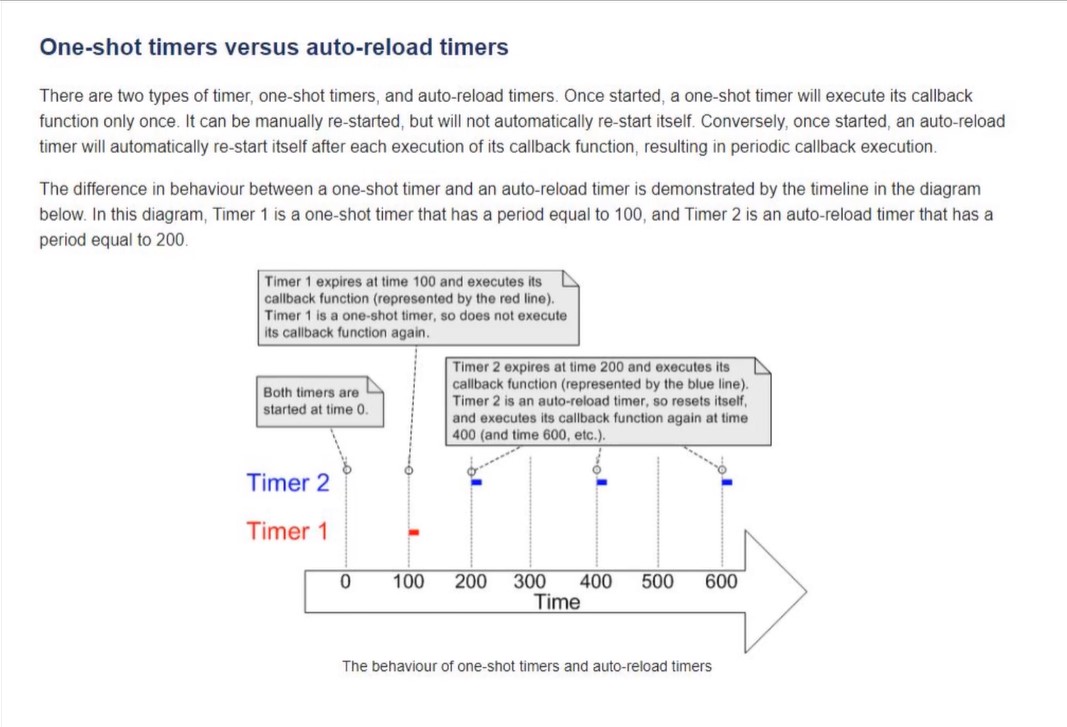 One-shot timers versus auto-reload timers
There are two types of timer, one-shot timers, and auto-reload timers. Once started, a one-shot timer will execute its callback
function only once. It can be manually re-started, but will not automatically re-start itself. Conversely, once started, an auto-reload
timer will automatically re-start itself after each execution of its callback function, resulting in periodic callback execution.
The difference in behaviour between a one-shot timer and an auto-reload timer is demonstrated by the timeline in the diagram
below. In this diagram, Timer 1 is a one-shot timer that has a period equal to 100, and Timer 2 is an auto-reload timer that has a
period equal to 200.
Timer 1 expires at time 100 and executes its
callback function (represented by the red line).
Timer 1 is a one-shot timer, so does not execute
its callback function again.
Timer 2 expires at time 200 and executes its
callback function (represented by the blue line).
Timer 2 is an auto-reload timer, so resets itself,
and executes its callback function again at time
400 (and time 600, etc.).
Both timers are
started at time 0.
Timer 2
Timer 1
0 100 200 300 400 500 600
Time
The behaviour of one-shot timers and auto-reload timers